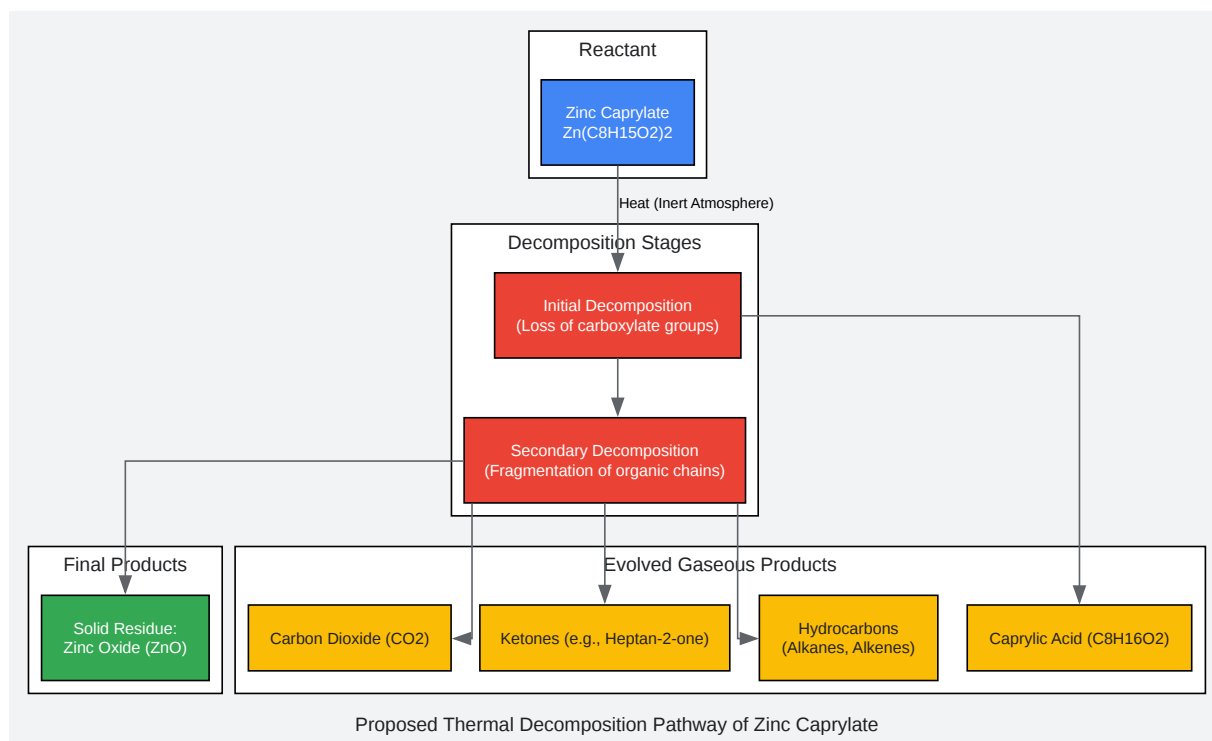 Reactant
Zinc Caprylate
Zn(C8H15O2)2
Heat (Inert Atmosphere)
Decomposition Stages
Initial Decomposition
(Loss of carboxylate groups)
Secondary Decomposition
(Fragmentation of organic chains)
Final Products
Solid Residue:
Zinc Oxide (ZnO)
Evolved Gaseous Products
Carbon Dioxide (CO2)
Ketones (e.g., Heptan-2-one)
Hydrocarbons
(Alkanes, Alkenes)
Caprylic Acid (C8H16O2)
Proposed Thermal Decomposition Pathway of Zinc Caprylate